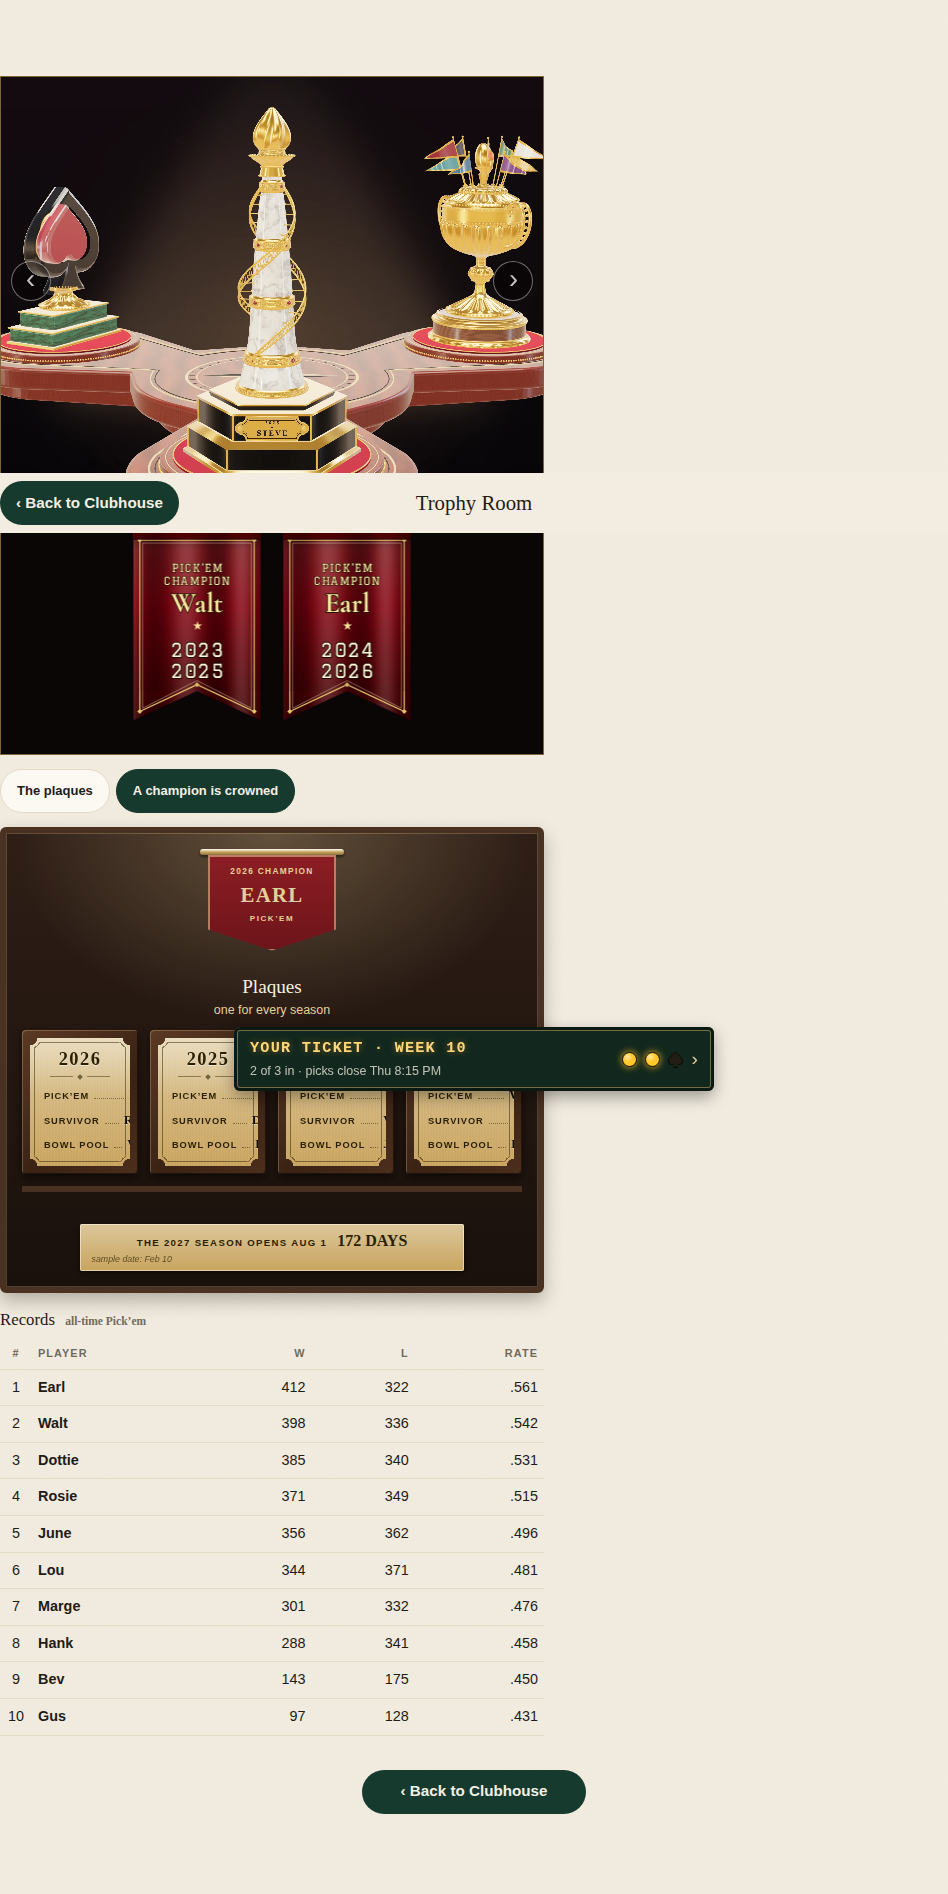 STEVE
‹ Back to Clubhouse
Trophy Room
PICK'EM
CHAMPION
Walt
2023
2025
PICK'EM
CHAMPION
Earl
2024
2026
The plaques
A champion is crowned
2026 CHAMPION
EARL
PICK'EM
Plaques
one for every season
2026
PICK'EM
SURVIVOR
BOWL POOL
2025
PICK'EM
SURVIVOR
BOWL POOL
PICK'EM
SURVIVOR
BOWL POOL
PICK'EM
SURVIVOR
BOWL POOL
YOUR TICKET · WEEK 10
2 of 3 in · picks close Thu 8:15 PM
THE 2027 SEASON OPENS AUG 1 172 DAYS
sample date: Feb 10
Records all-time Pick'em
# PLAYER W L RATE
1 Earl 412 322 .561
2 Walt 398 336 .542
3 Dottie 385 340 .531
4 Rosie 371 349 .515
5 June 356 362 .496
6 Lou 344 371 .481
7 Marge 301 332 .476
8 Hank 288 341 .458
9 Bev 143 175 .450
10 Gus 97 128 .431
‹ Back to Clubhouse